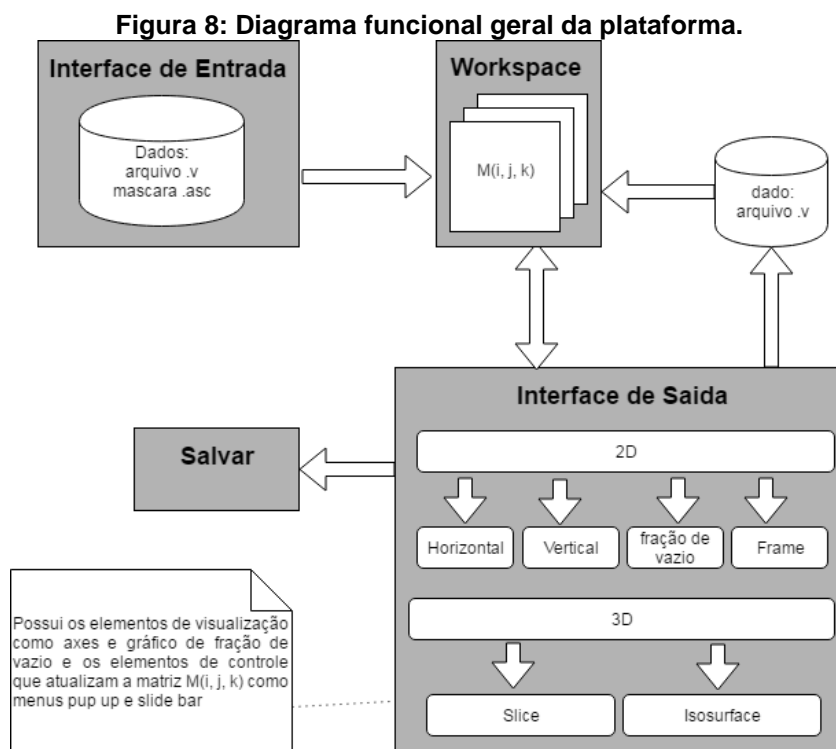 Figura 8: Diagrama funcional geral da plataforma.
Interface de Entrada
Dados:
arquivo .v
mascara .asc
Workspace
M(i, j, k)
dado:
arquivo .v
Interface de Saida
2D
Horizontal
Vertical
fração de
vazio
Frame
3D
Slice
Isosurface
Salvar
Possui os elementos de visualização
como axes e gráfico de fração de
vazio e os elementos de controle
que atualizam a matriz M(i, j, k) como
menus pup up e slide bar